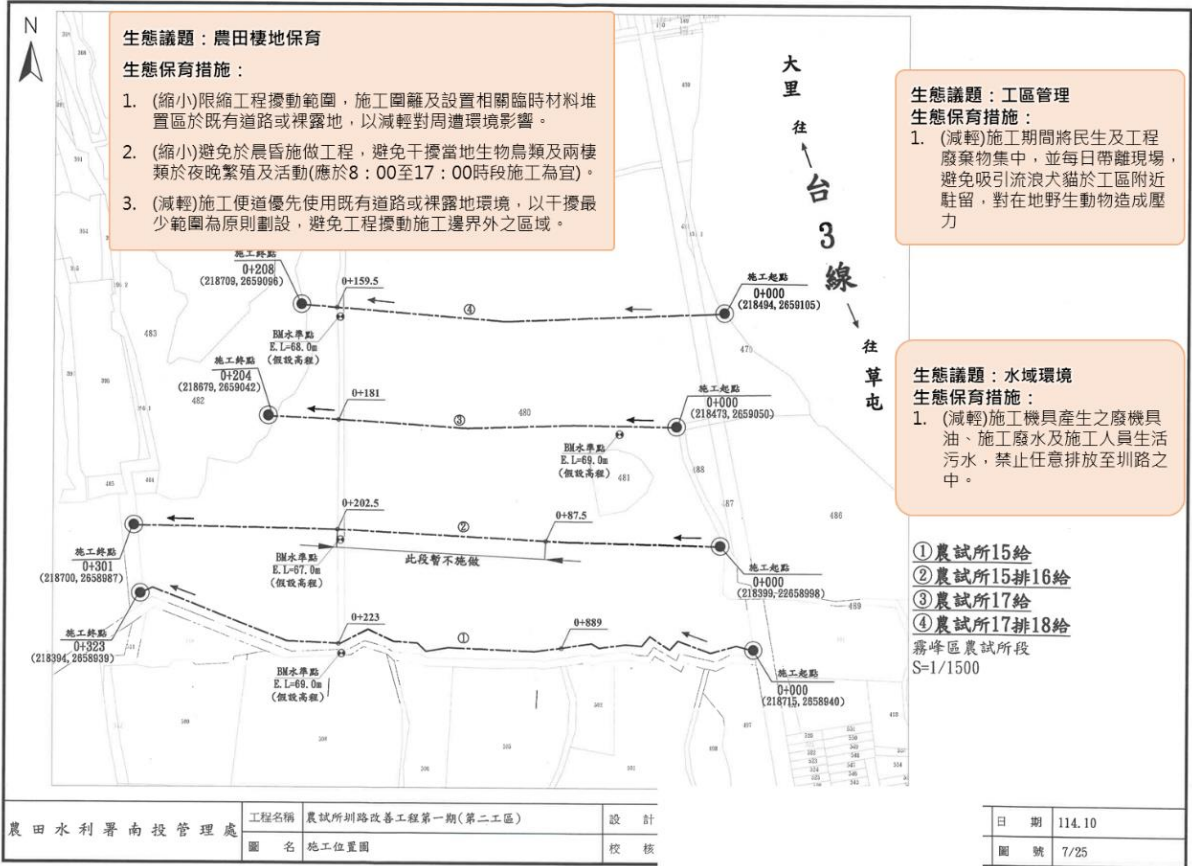 N
生態議題：農田棲地保育
生態保育措施：
1. (縮小)限縮工程擾動範圍，施工圍籬及設置相關臨時材料堆
置區於既有道路或裸露地，以減輕對周遭環境影響。
2. (縮小)避免於晨昏施做工程，避免干擾當地生物鳥類及兩棲
類於夜晚繁殖及活動(應於8：00至17：00時段施工為宜)。
3. (減輕)施工便道優先使用既有道路或裸露地環境，以干擾最
少範圍為原則劃設，避免工程擾動施工邊界外之區域。
大里
往
台3線
往
草屯
生態議題：工區管理
生態保育措施：
1. (減輕)施工期間將民生及工程
廢棄物集中，並每日帶離現場，
避免吸引流浪犬貓於工區附近
駐留，對在地野生動物造成壓
力
生態議題：水域環境
生態保育措施：
1. (減輕)施工機具產生之廢機具
油、施工廢水及施工人員生活
污水，禁止任意排放至圳路之
中。
施工終點
0+208
(218709, 2659096)
0+159.5
④
BM水準點
E.L=68.0m
(假設高程)
施工起點
0+000
(218494, 2659105)
483
施工終點
0+204
(218679, 2659042)
482
0+181
③
480
BM水準點
E.L=69.0m
(假設高程)
481
施工起點
0+000
(218473, 2659050)
488
487
486
施工終點
0+301
(218700, 2658987)
0+202.5
②
0+87.5
BM水準點
E.L=67.0m
(假設高程)
此段暫不施做
施工起點
0+000
(218399, 22658998)
489
施工終點
0+323
(218394, 2658939)
0+223
①
0+889
BM水準點
E.L=69.0m
(假設高程)
施工起點
0+000
(218715, 2658940)
①農試所15給
②農試所15排16給
③農試所17給
④農試所17排18給
霧峰區農試所段
S=1/1500
農田水利署南投管理處
工程名稱 農試所圳路改善工程第一期(第二工區)
圖名 施工位置圖
設計
校核
日期 114.10
圖號 7/25